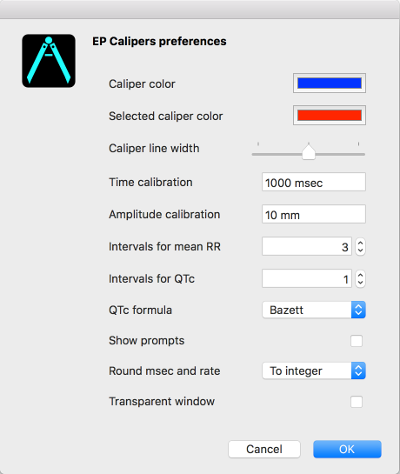 EP Calipers preferences
Caliper color
Selected caliper color
Caliper line width
Time calibration 1000 msec
Amplitude calibration 10 mm
Intervals for mean RR 3
Intervals for QTc 1
QTc formula Bazett
Show prompts
Round msec and rate To integer
Transparent window
Cancel OK